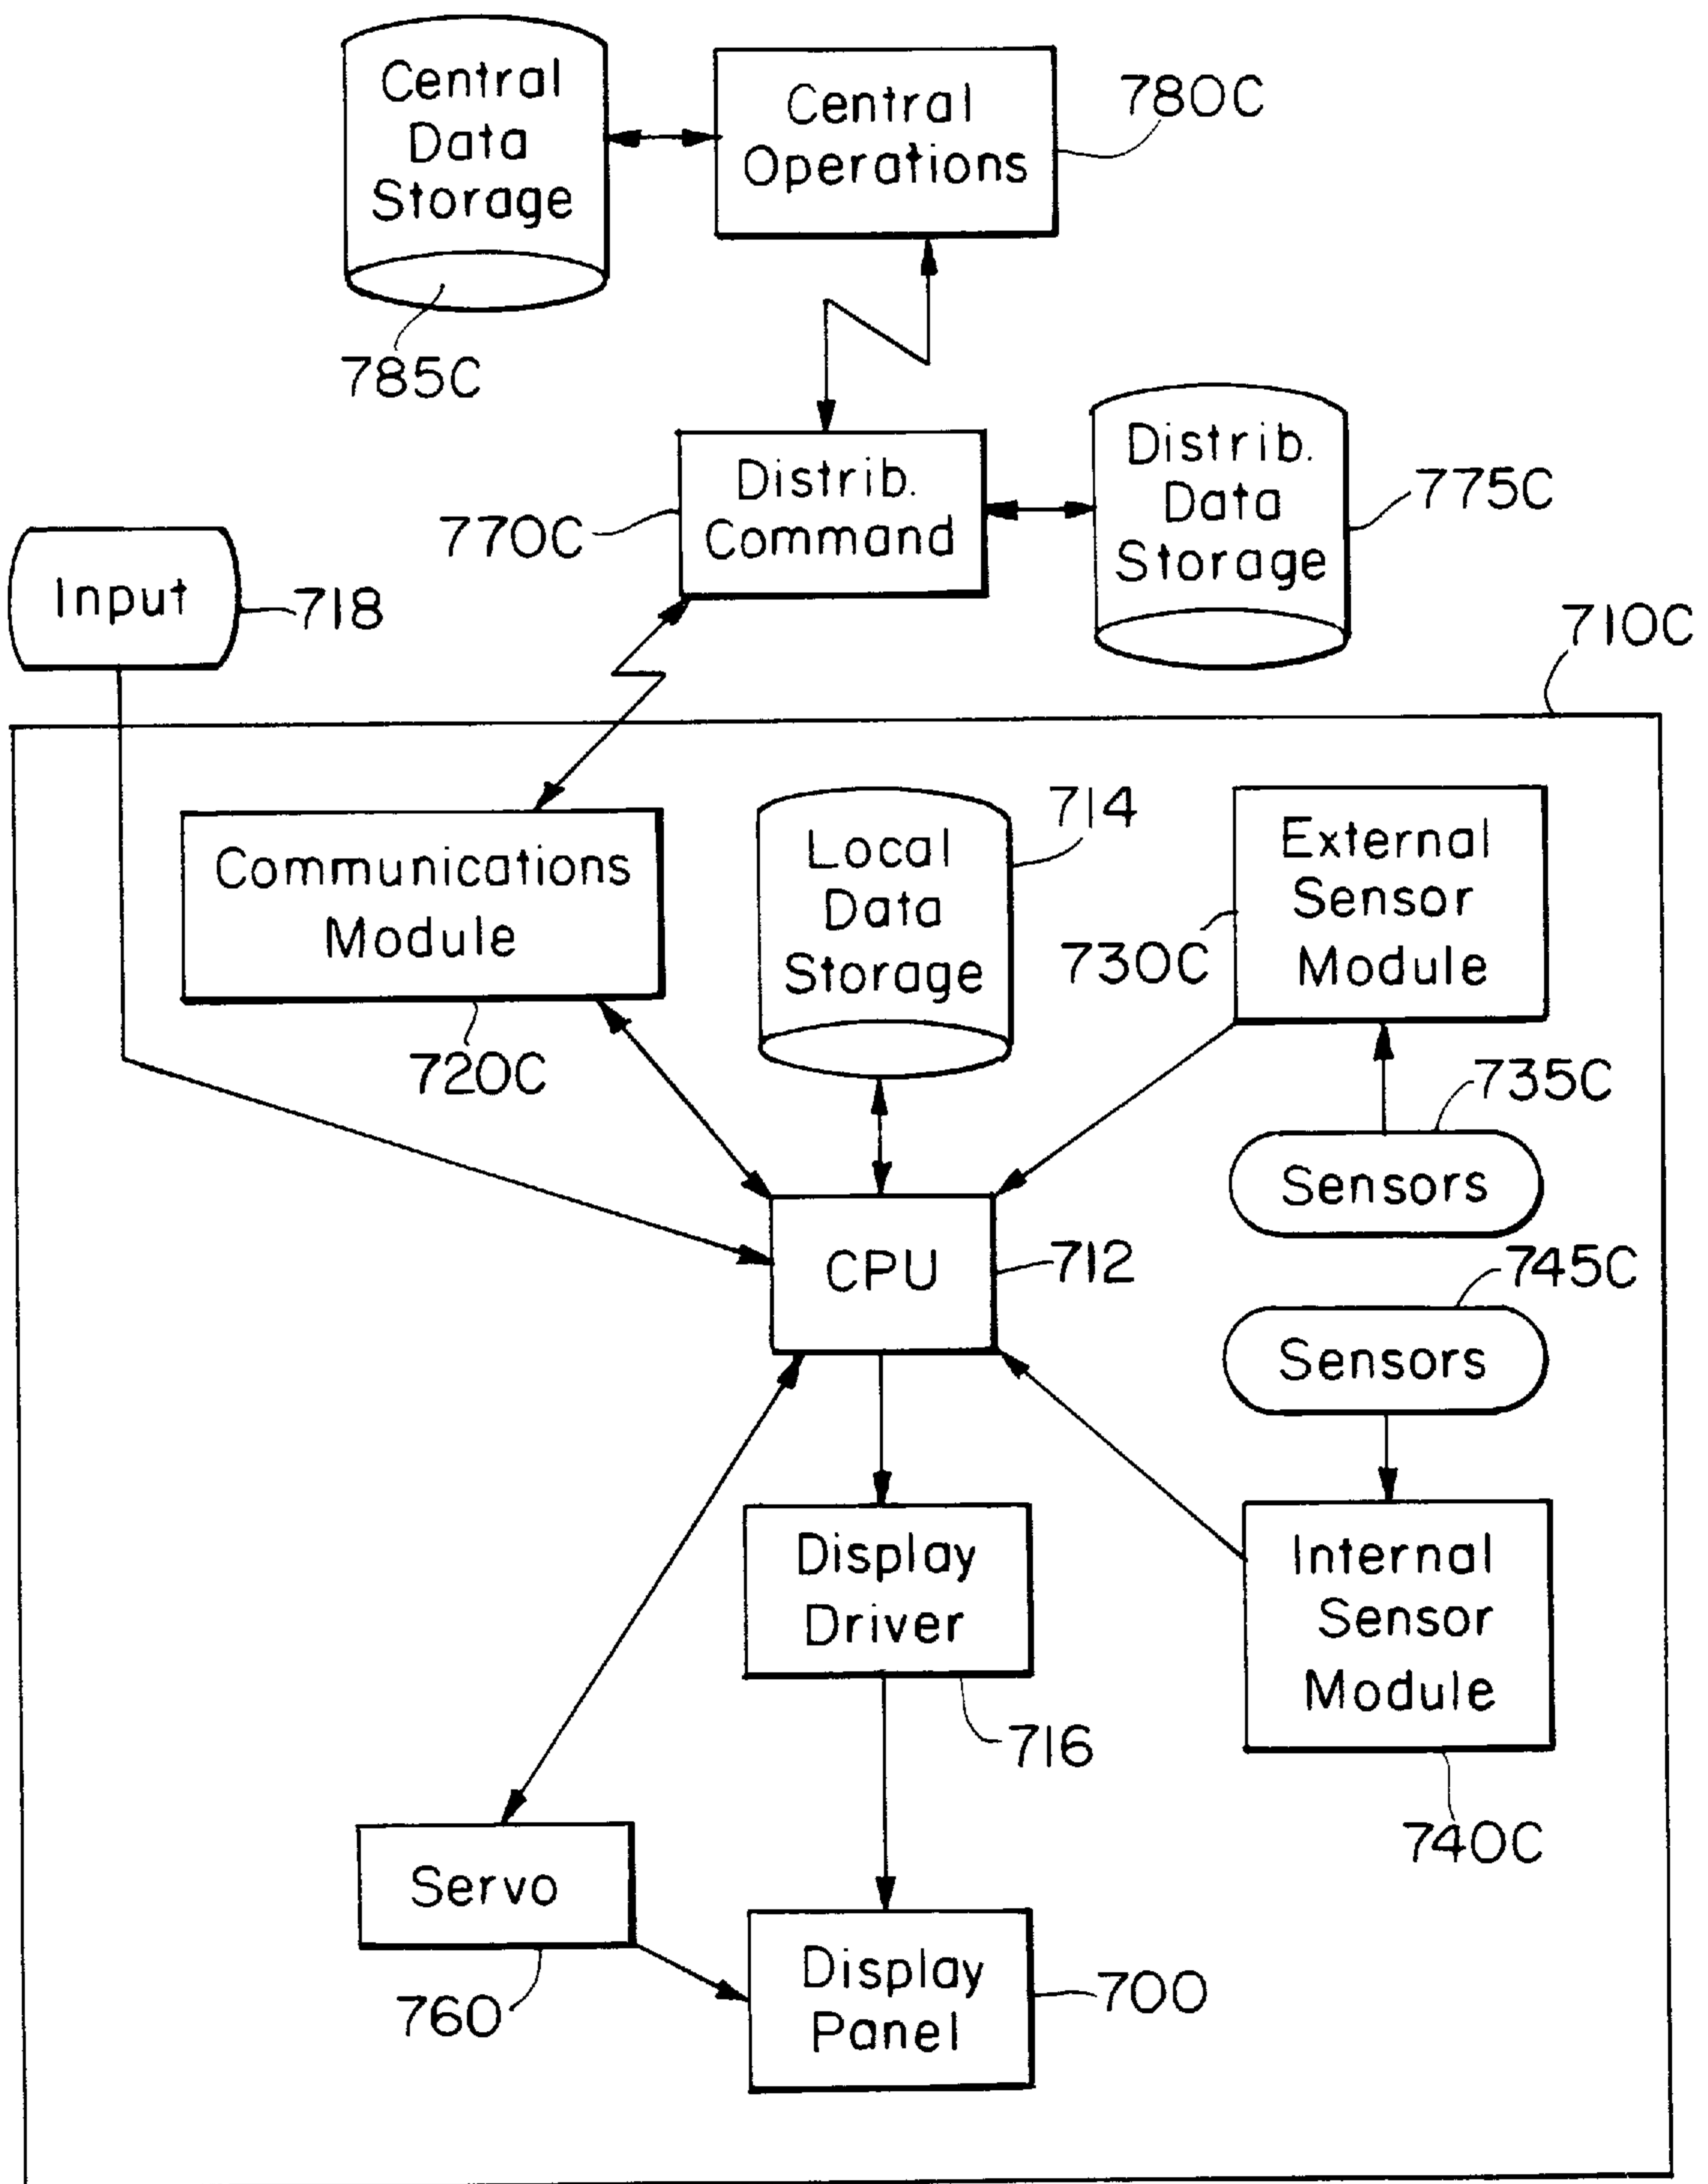 Central
Data
Storage
Central
Operations
780C
785C
Distrib.
Command
770C
Distrib.
Data
Storage
775C
Input
718
710C
Communications
Module
720C
Local
Data
Storage
714
External
Sensor
Module
730C
735C
Sensors
CPU
712
745C
Sensors
Display
Driver
716
Internal
Sensor
Module
740C
Servo
760
Display
Panel
700